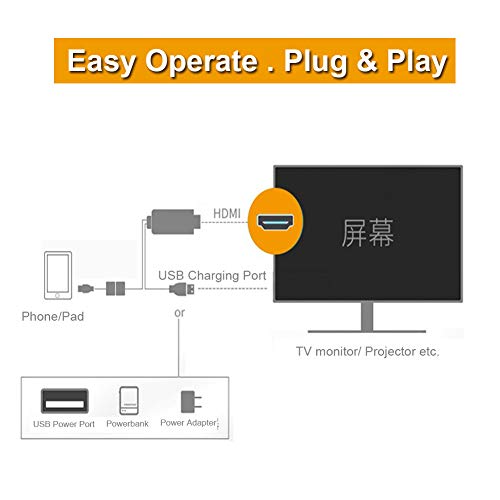 Easy Operate . Plug & Play
HDMI
屏幕
USB Charging Port
Phone/Pad
or
TV monitor/ Projector etc.
USB Power Port
Powerbank
Power Adapter